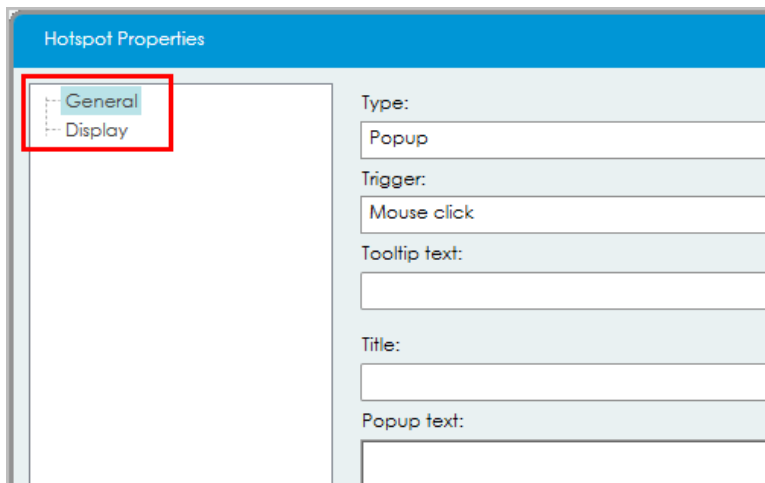 Hotspot Properties
General
Display
Type:
Popup
Trigger:
Mouse click
Tooltip text:
Title:
Popup text: